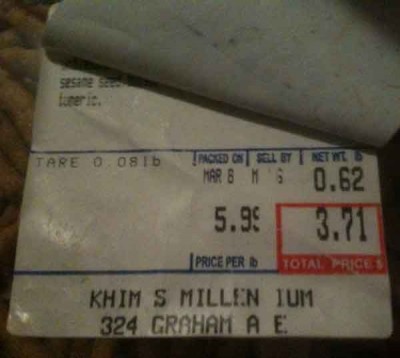 sesame seed
tumeric.
TARE 0.08lb PACKED ON SELL BY NET WT. lb
MAR 8 0.62
5.99 3.71
PRICE PER lb TOTAL PRICE $
KHIM S MILLEN IUM
324 GRAHAM A E